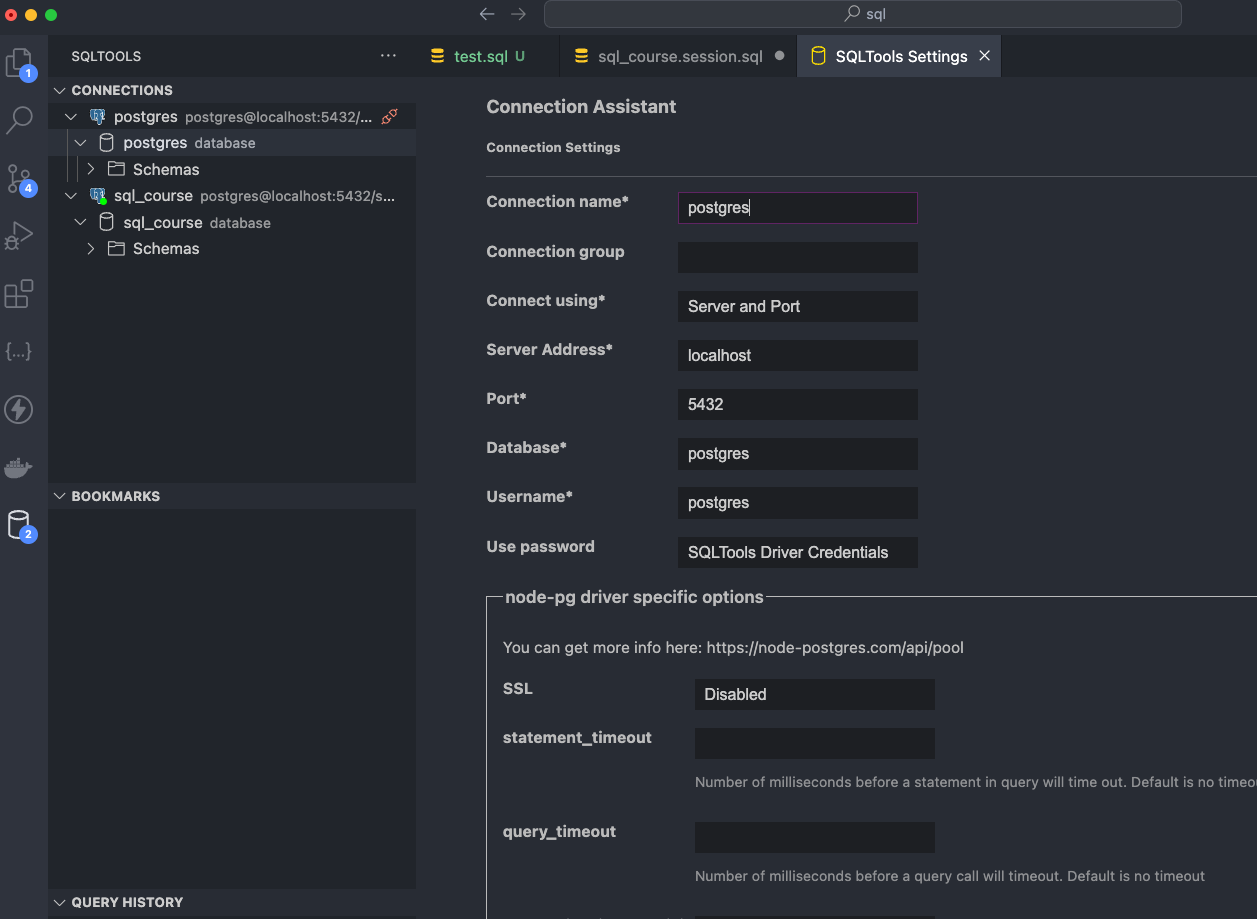 sql
SQLTOOLS ...
test.sql U
sql_course.session.sql
SQLTools Settings
1
4
{...}
2
CONNECTIONS
postgres postgres@localhost:5432/...
postgres database
Schemas
sql_course postgres@localhost:5432/s...
sql_course database
Schemas
BOOKMARKS
QUERY HISTORY
Connection Assistant
Connection Settings
Connection name* postgres
Connection group
Connect using* Server and Port
Server Address* localhost
Port* 5432
Database* postgres
Username* postgres
Use password SQLTools Driver Credentials
node-pg driver specific options
You can get more info here: https://node-postgres.com/api/pool
SSL Disabled
statement_timeout
Number of milliseconds before a statement in query will time out. Default is no
query_timeout
Number of milliseconds before a query call will timeout. Default is no timeout